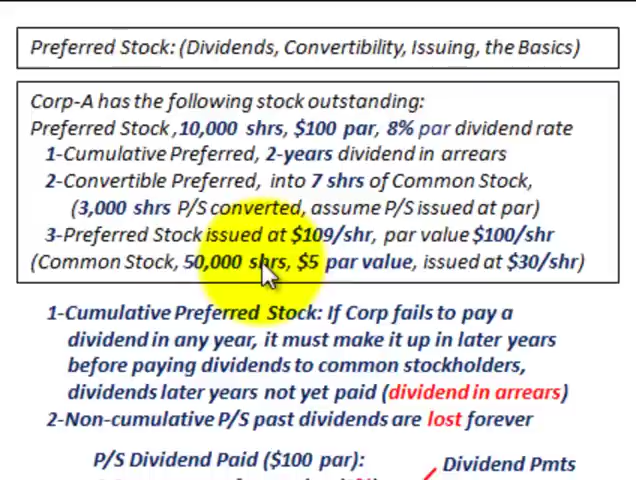 Preferred Stock: (Dividends, Convertibility, Issuing, the Basics)
Corp-A has the following stock outstanding:
Preferred Stock ,10,000 shrs, $100 par, 8% par dividend rate
1-Cumulative Preferred, 2-years dividend in arrears
2-Convertible Preferred, into 7 shrs of Common Stock,
(3,000 shrs P/S converted, assume P/S issued at par)
3-Preferred Stock issued at $109/shr, par value $100/shr
(Common Stock, 50,000 shrs, $5 par value, issued at $30/shr)
1-Cumulative Preferred Stock: If Corp fails to pay a
dividend in any year, it must make it up in later years
before paying dividends to common stockholders,
dividends later years not yet paid (dividend in arrears)
2-Non-cumulative P/S past dividends are lost forever
P/S Dividend Paid ($100 par):
Dividend Pmts